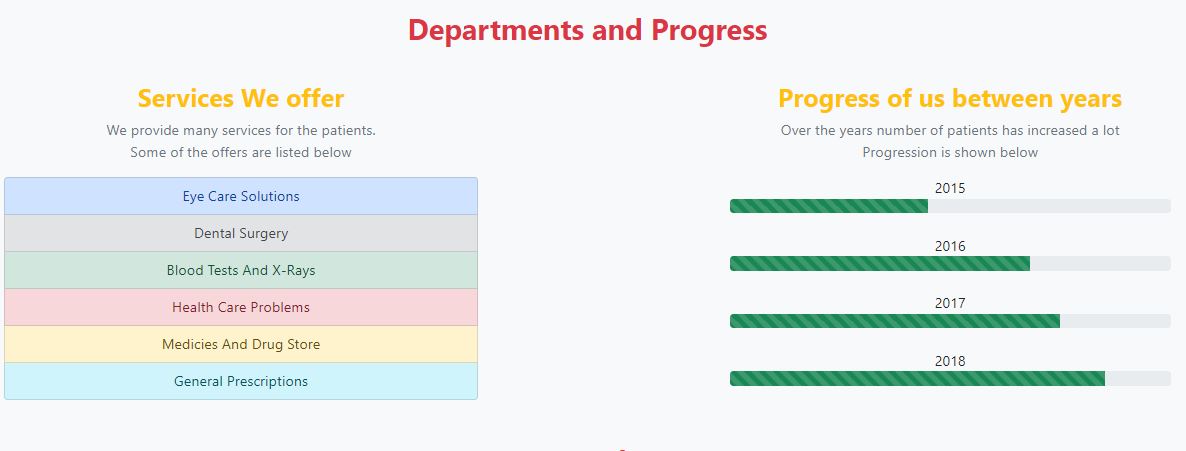 Departments and Progress
Services We offer
We provide many services for the patients.
Some of the offers are listed below
Eye Care Solutions
Dental Surgery
Blood Tests And X-Rays
Health Care Problems
Medicies And Drug Store
General Prescriptions
Progress of us between years
Over the years number of patients has increased a lot
Progression is shown below
2015
2016
2017
2018